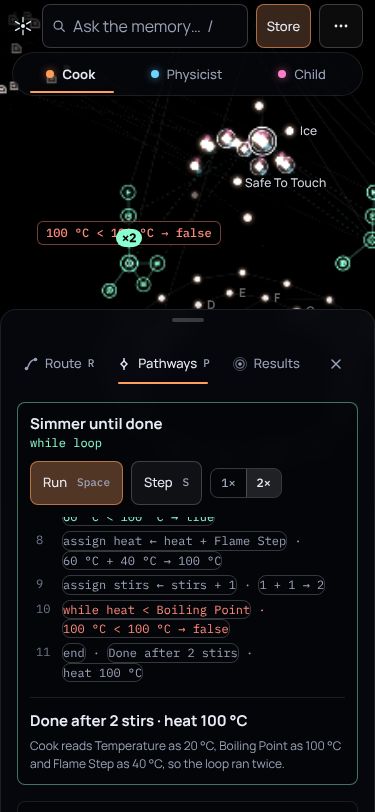 Ask the memory… /
Store
Cook
Physicist
Child
Ice
Safe To Touch
×2
E
F
D
Route R
Pathways P
Results
Simmer until done
while loop
Run Space
Step S
1×
2×
60 °C < 100 °C → true
8 assign heat ← heat + Flame Step ·
60 °C + 40 °C → 100 °C
9 assign stirs ← stirs + 1 · 1 + 1 → 2
10 while heat < Boiling Point ·
100 °C < 100 °C → false
11 end · Done after 2 stirs ·
heat 100 °C
Done after 2 stirs · heat 100 °C
Cook reads Temperature as 20 °C, Boiling Point as 100 °C
and Flame Step as 40 °C, so the loop ran twice.